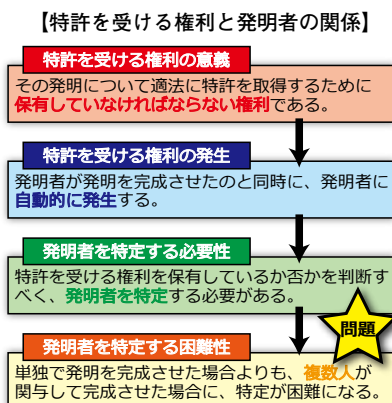 【特許を受ける権利と発明者の関係】
特許を受ける権利の意義
その発明について適法に特許を取得するために
保有していなければならない権利である。
特許を受ける権利の発生
発明者が発明を完成させたのと同時に、発明者に
自動的に発生する。
発明者を特定する必要性
特許を受ける権利を保有しているか否かを判断す
べく、発明者を特定する必要がある。
問題
発明者を特定する困難性
単独で発明を完成させた場合よりも、複数人が
関与して完成させた場合に、特定が困難になる。